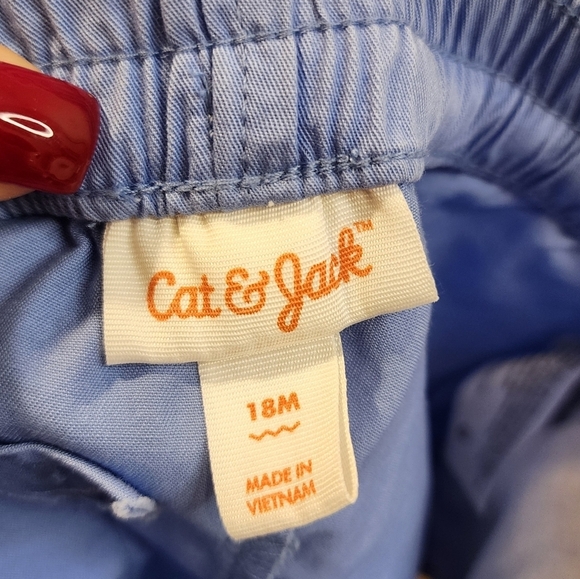 Cat & Jack™
18M
MADE IN
VIETNAM